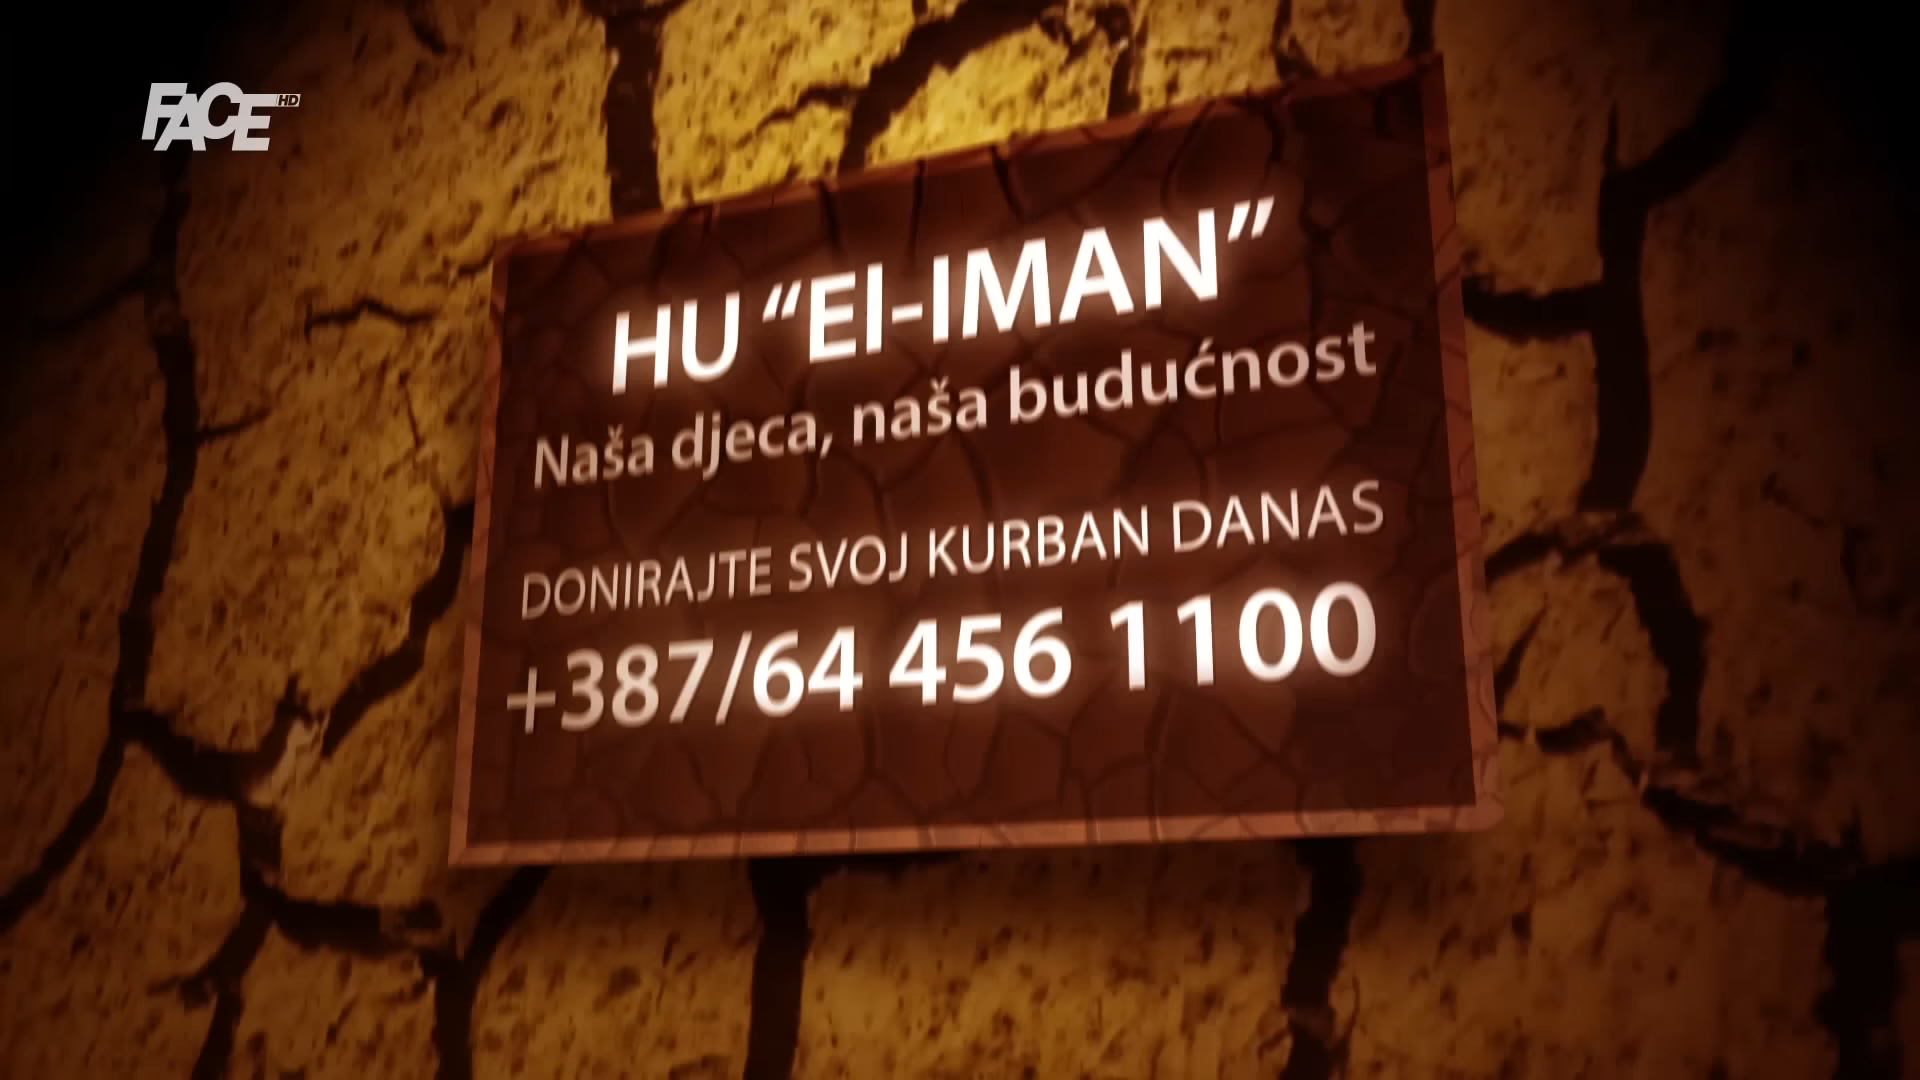 FACE HD
HU “El-IMAN”
Naša djeca, naša budućnost
DONIRAJTE SVOJ KURBAN DANAS
+387/64 456 1100